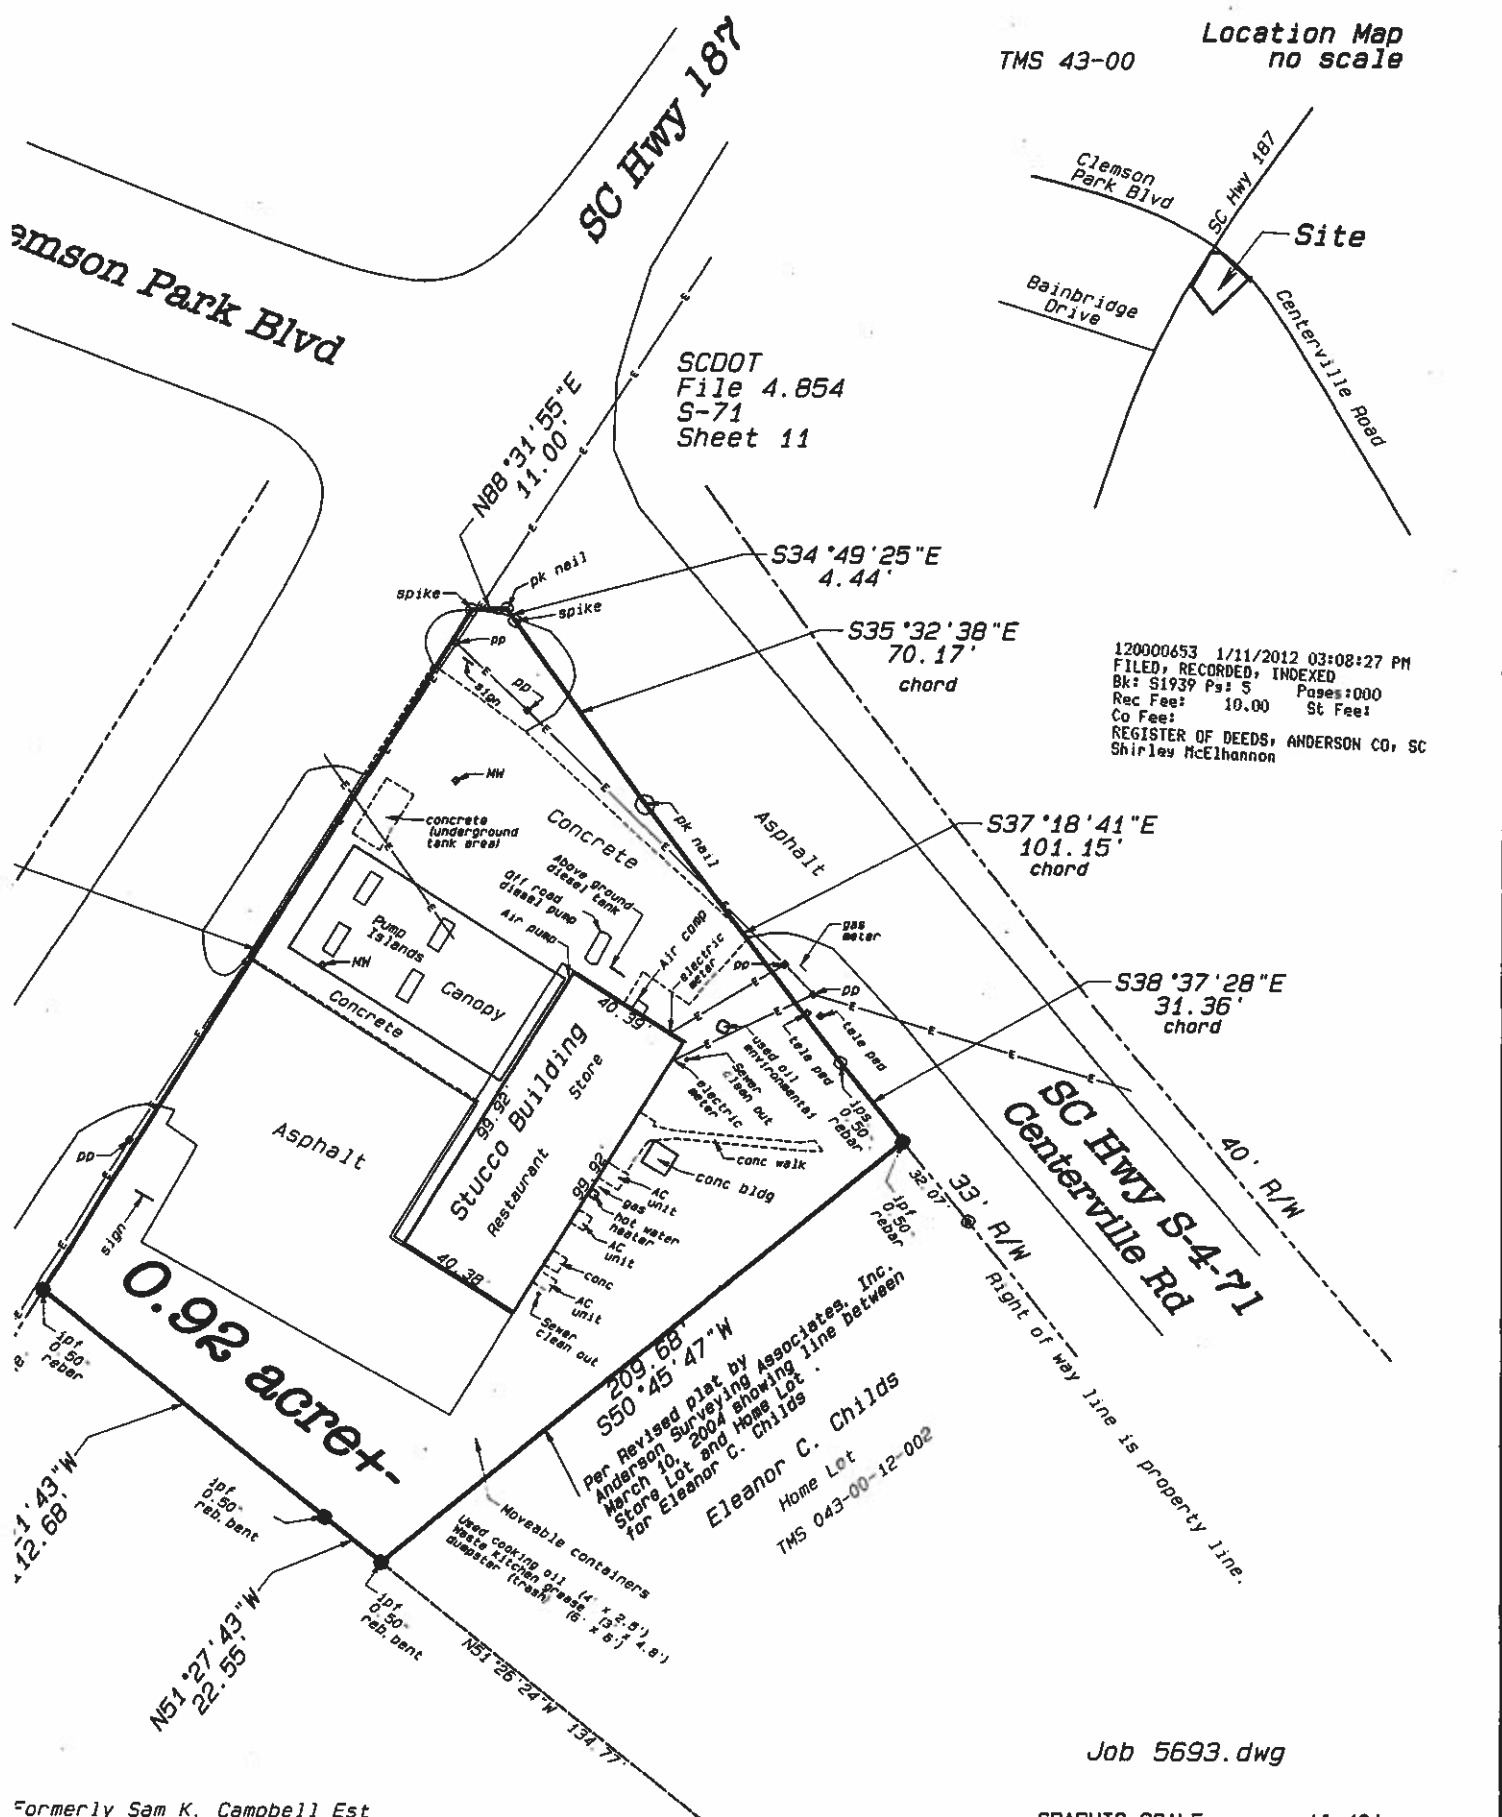 Location Map
no scale
TMS 43-00
SC Hwy 187
Clemson
Park Blvd
SC Hwy 187
Site
Bainbridge
Drive
Centerville Road
emson Park Blvd
SCDOT
File 4.854
S-71
Sheet 11
N88°31'55"E
11.00'
S34°49'25"E
4.44'
pk nail
spike
spike
S35°32'38"E
70.17'
chord
120000653 1/11/2012 03:08:27 PM
FILED, RECORDED, INDEXED
Bk: S1939 Pg: 5 Pages:000
Rec Fee: 10.00 St Fee:
Co Fee:
REGISTER OF DEEDS, ANDERSON CO, SC
Shirley McElhannon
pp
sign
pp
MW
concrete
(underground
tank area)
Concrete
pk nail
Asphalt
S37°18'41"E
101.15'
chord
Above ground
diesel tank
Off road
diesel pump
Air pump
Air comp
electric
meter
gas
meter
pp
pp
Pump
Islands
MW
Canopy
Concrete
40.39'
S38°37'28"E
31.36'
chord
tele ped
tele ped
used oil
environmental
Sewer
clean out
electric
meter
ips
0.50"
rebar
Stucco Building
Store
Restaurant
99.92'
99.92'
40.38'
Asphalt
conc walk
conc bldg
AC
unit
gas
hot water
heater
AC
unit
conc
AC
unit
Sewer
clean out
pp
sign
ipf
0.50"
rebar
32.07'
33' R/W
SC Hwy S-4-71
Centerville Rd
40' R/W
Right of way line is property line.
ipf
0.50"
rebar
0.92 acre+-
209.68'
S50°45'47"W
Per Revised plat by
Anderson Surveying Associates, Inc.
March 10, 2004 showing line between
Store Lot and Home Lot
for Eleanor C. Childs
Eleanor C. Childs
Home Lot
TMS 043-00-12-002
1'43"W
12.68'
ipf
0.50"
reb. bent
Moveable containers
Used cooking oil (4' x 2.8')
Waste kitchen grease (3' x 4.8')
dumpster (trash) (6' x 6')
ipf
0.50"
reb. bent
N51°27'43"W
22.55'
N51°26'24"W 134.77'
Job 5693.dwg
Formerly Sam K. Campbell Est
GRAPHIC SCALE